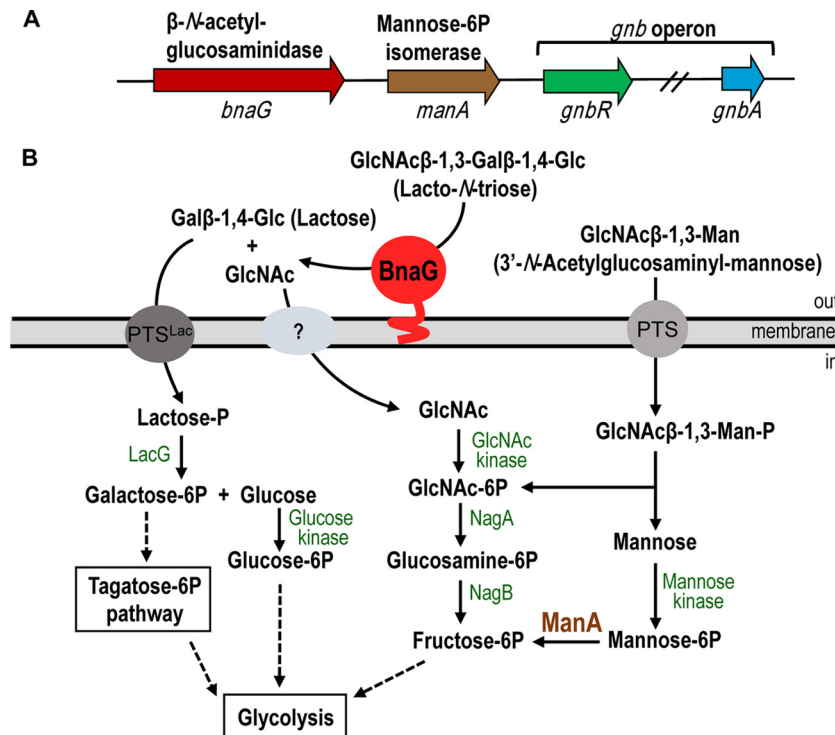 A
β-N-acetyl-
glucosaminidase
Mannose-6P
isomerase
gnb operon
bnaG
manA
gnbR
gnbA
B
GlcNAcβ-1,3-Galβ-1,4-Glc
(Lacto-N-triose)
Galβ-1,4-Glc (Lactose)
+
GlcNAc
BnaG
GlcNAcβ-1,3-Man
(3'-N-Acetylglucosaminyl-mannose)
out
PTSLac
?
PTS
membrane
in
Lactose-P
GlcNAc
GlcNAcβ-1,3-Man-P
LacG
GlcNAc
kinase
Galactose-6P + Glucose
GlcNAc-6P
Glucose
kinase
NagA
Mannose
Glucose-6P
Glucosamine-6P
Tagatose-6P
pathway
NagB
Mannose
kinase
ManA
Fructose-6P
Mannose-6P
Glycolysis